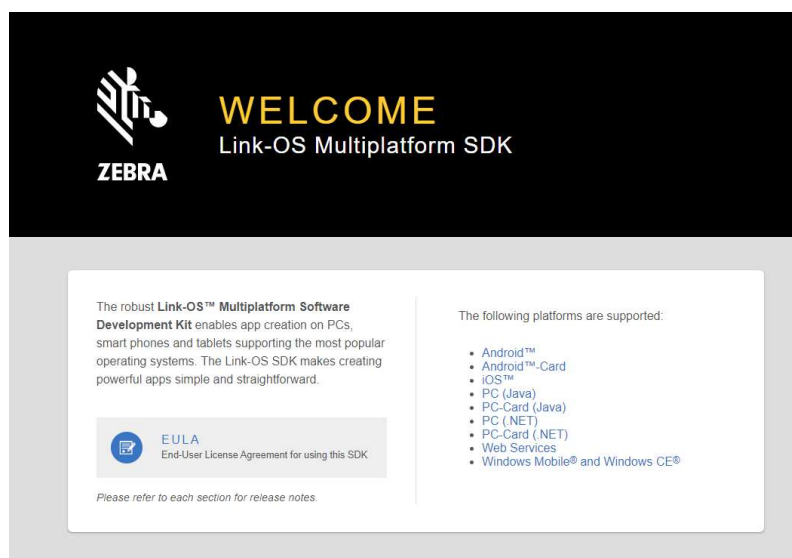 ZEBRA
WELCOME
Link-OS Multiplatform SDK
The robust Link-OS™ Multiplatform Software
Development Kit enables app creation on PCs,
smart phones and tablets supporting the most popular
operating systems. The Link-OS SDK makes creating
powerful apps simple and straightforward.
EULA
End-User License Agreement for using this SDK
Please refer to each section for release notes.
The following platforms are supported:
• Android™
• Android™-Card
• iOS™
• PC (Java)
• PC-Card (Java)
• PC (.NET)
• PC-Card (.NET)
• Web Services
• Windows Mobile® and Windows CE®